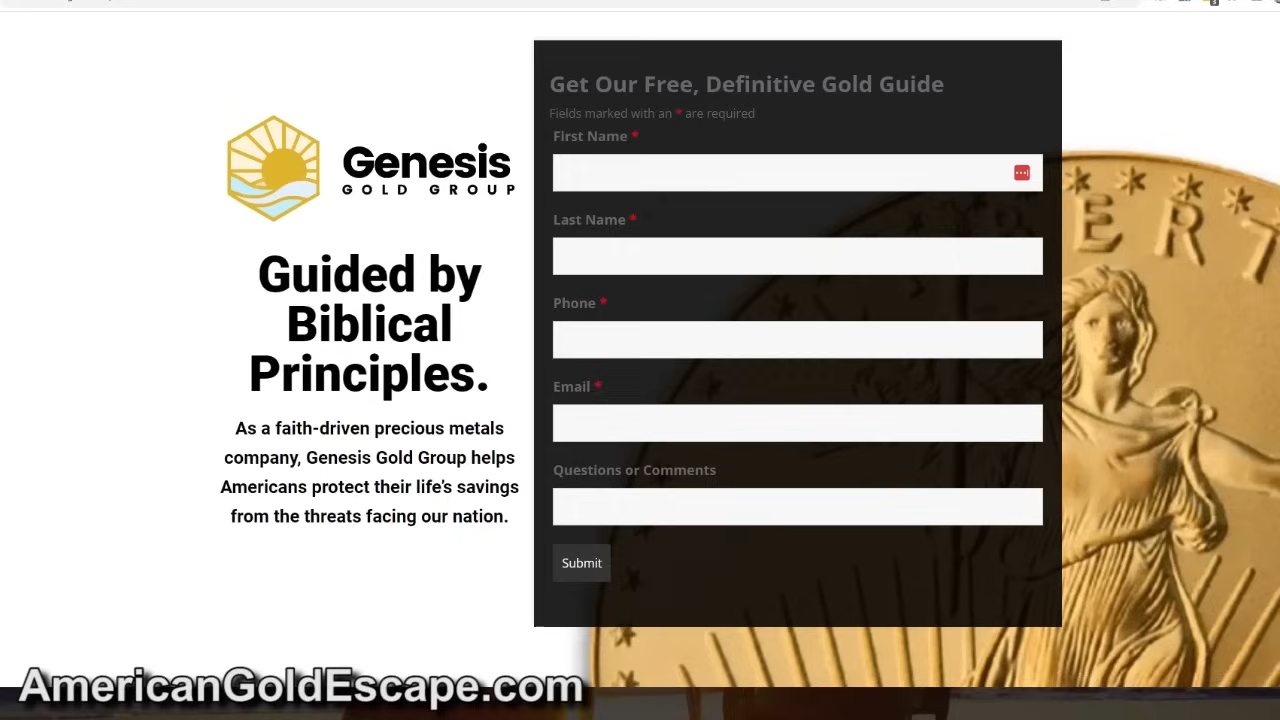 Genesis
GOLD GROUP
Guided by
Biblical
Principles.
As a faith-driven precious metals
company, Genesis Gold Group helps
Americans protect their life's savings
from the threats facing our nation.
Get Our Free, Definitive Gold Guide
Fields marked with an * are required
First Name *
Last Name *
Phone *
Email *
Questions or Comments
Submit
ERT
AmericanGoldEscape.com